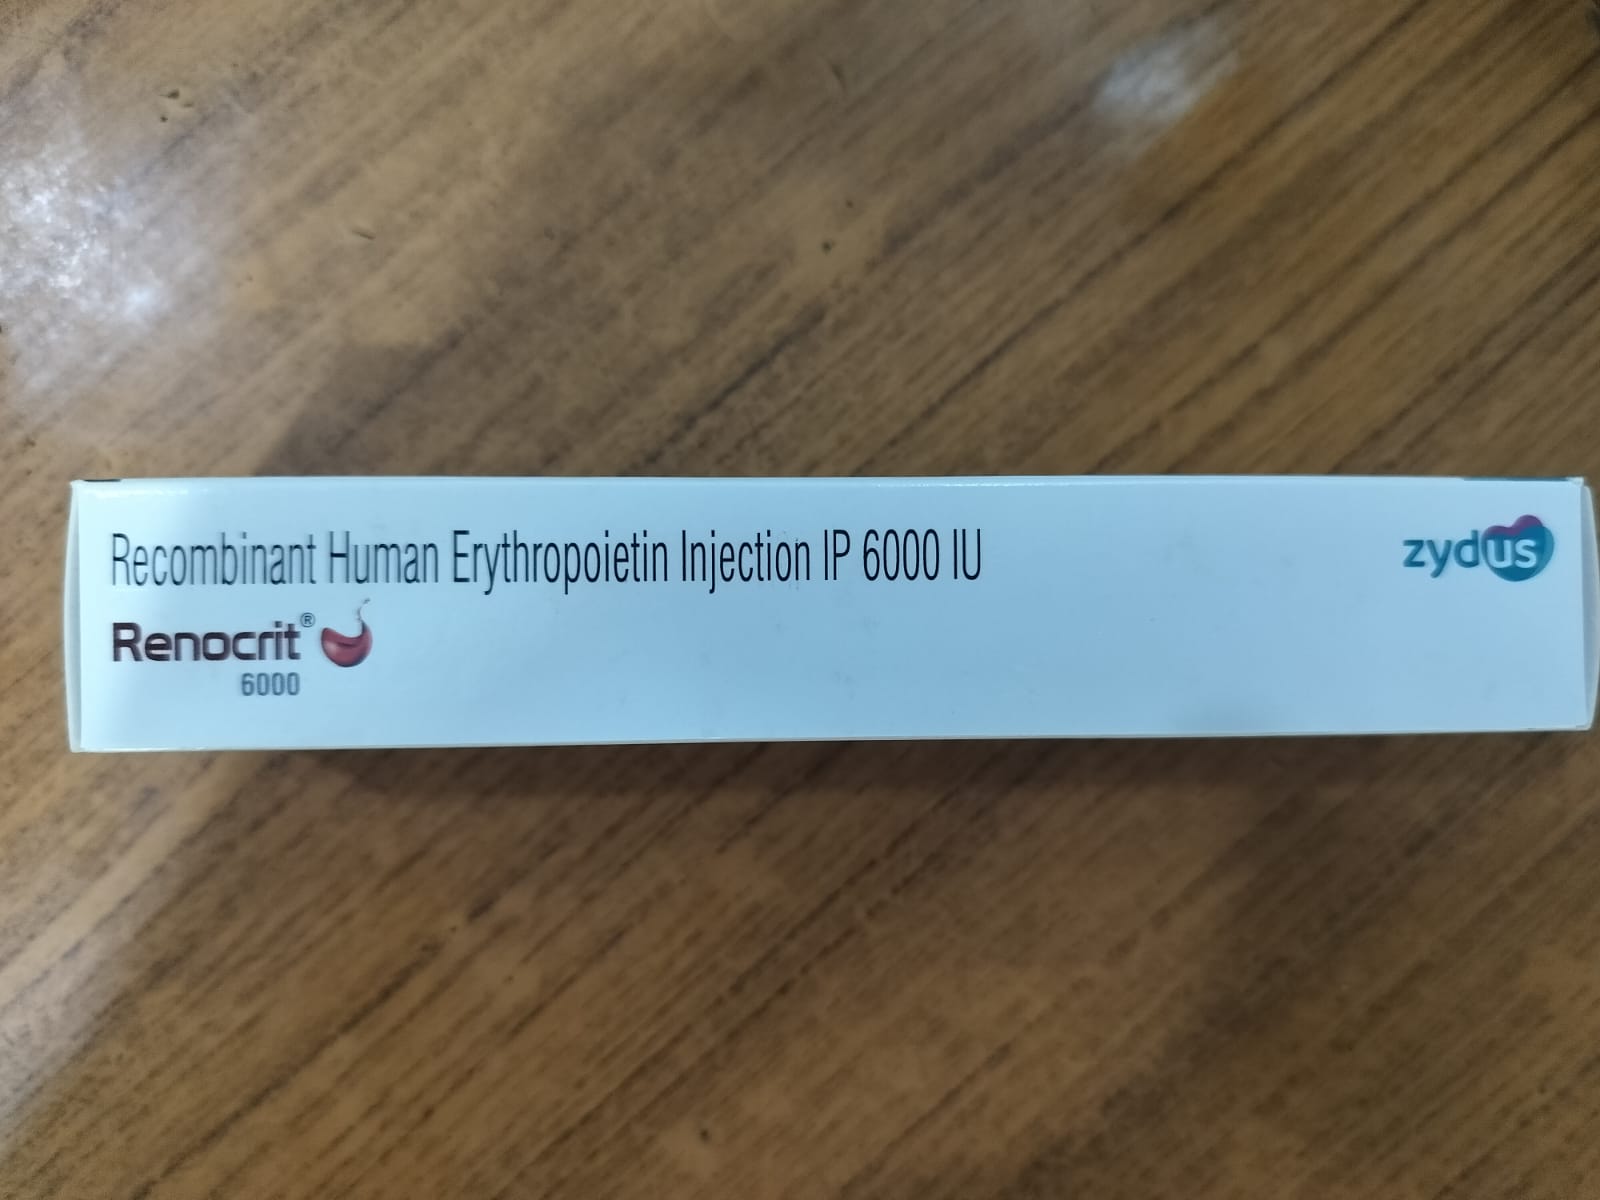 Recombinant Human Erythropoietin Injection IP 6000 IU
zydus
Renocrit®
6000